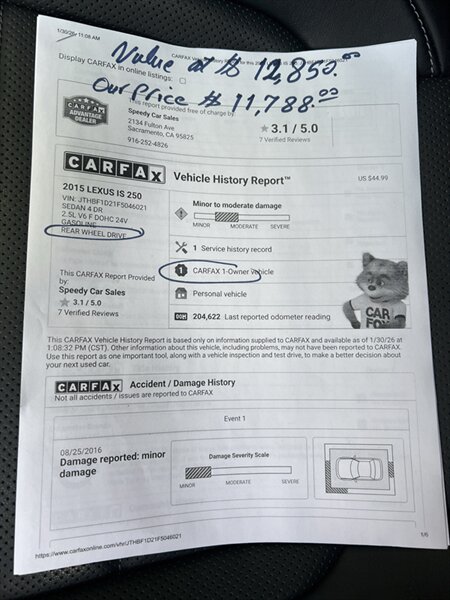 1/30/26, 11:08 AM
Value at $ 12,850.00
Display CARFAX in online listings:
Our Price $ 11,788.00
CARFAX
ADVANTAGE
DEALER
This report provided free of charge by:
Speedy Car Sales
2134 Fulton Ave
Sacramento, CA 95825
916-252-4826
3.1 / 5.0
7 Verified Reviews
CARFAX Vehicle History Report™
US $44.99
2015 LEXUS IS 250
VIN: JTHBF1D21F5046021
SEDAN 4 DR
2.5L V6 F DOHC 24V
GASOLINE
REAR WHEEL DRIVE
This CARFAX Report Provided
by:
Speedy Car Sales
3.1 / 5.0
7 Verified Reviews
Minor to moderate damage
MINOR MODERATE SEVERE
1 Service history record
1 CARFAX 1-Owner Vehicle
Personal vehicle
204,622 Last reported odometer reading
CAR
FOX
This CARFAX Vehicle History Report is based only on information supplied to CARFAX and available as of 1/30/26 at
1:08:32 PM (CST). Other information about this vehicle, including problems, may not have been reported to CARFAX.
Use this report as one important tool, along with a vehicle inspection and test drive, to make a better decision about
your next used car.
CARFAX Accident / Damage History
Not all accidents / issues are reported to CARFAX
Event 1
08/25/2016
Damage reported: minor
damage
Damage Severity Scale
MINOR MODERATE SEVERE
https://www.carfaxonline.com/vhr/JTHBF1D21F5046021
1/6